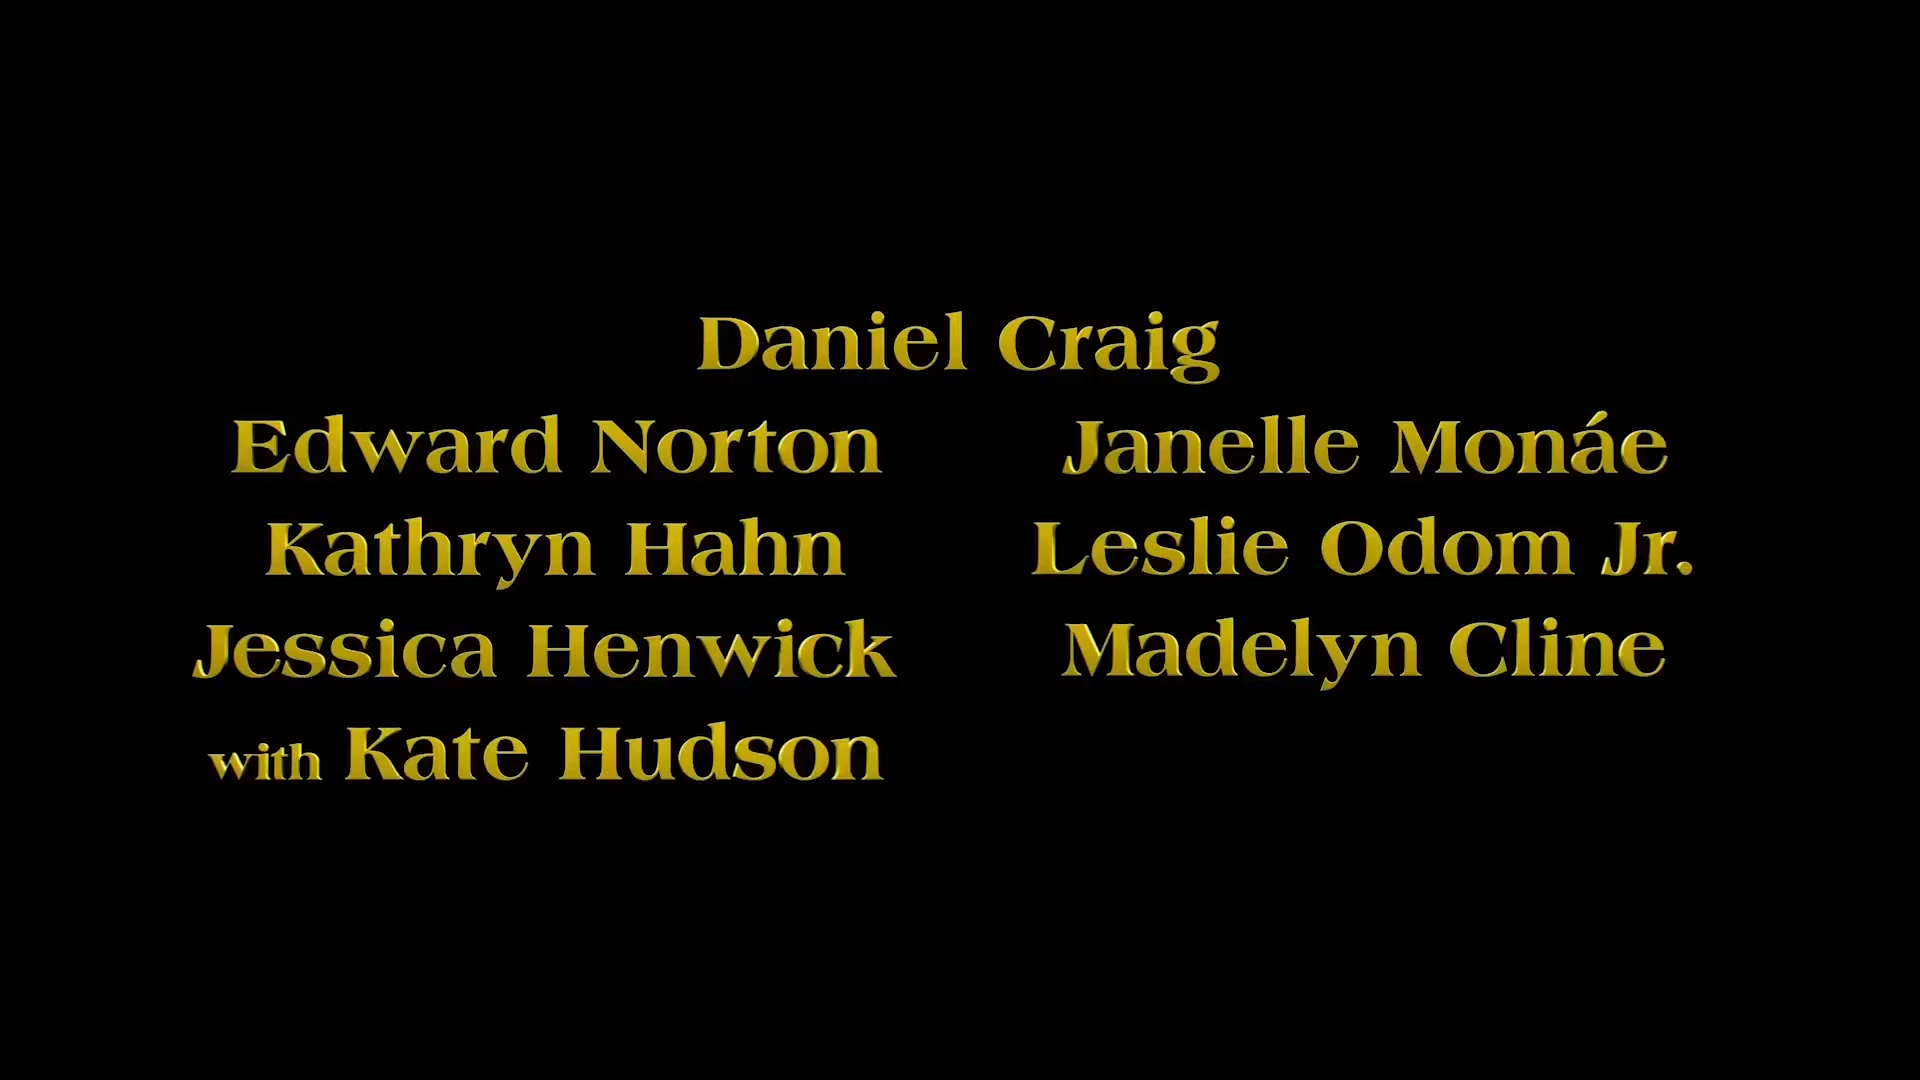 Daniel Craig
Edward Norton Janelle Monáe
Kathryn Hahn Leslie Odom Jr.
Jessica Henwick Madelyn Cline
with Kate Hudson